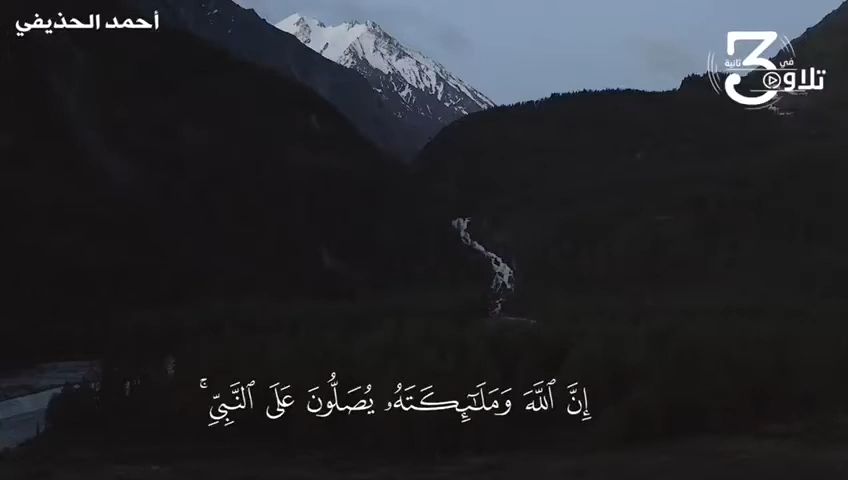 أحمد الحذيفي
3
في ثانية
تلاوة
إِنَّ ٱللَّهَ وَمَلَـٰٓئِكَتَهُۥ يُصَلُّونَ عَلَى ٱلنَّبِىِّ ۚ